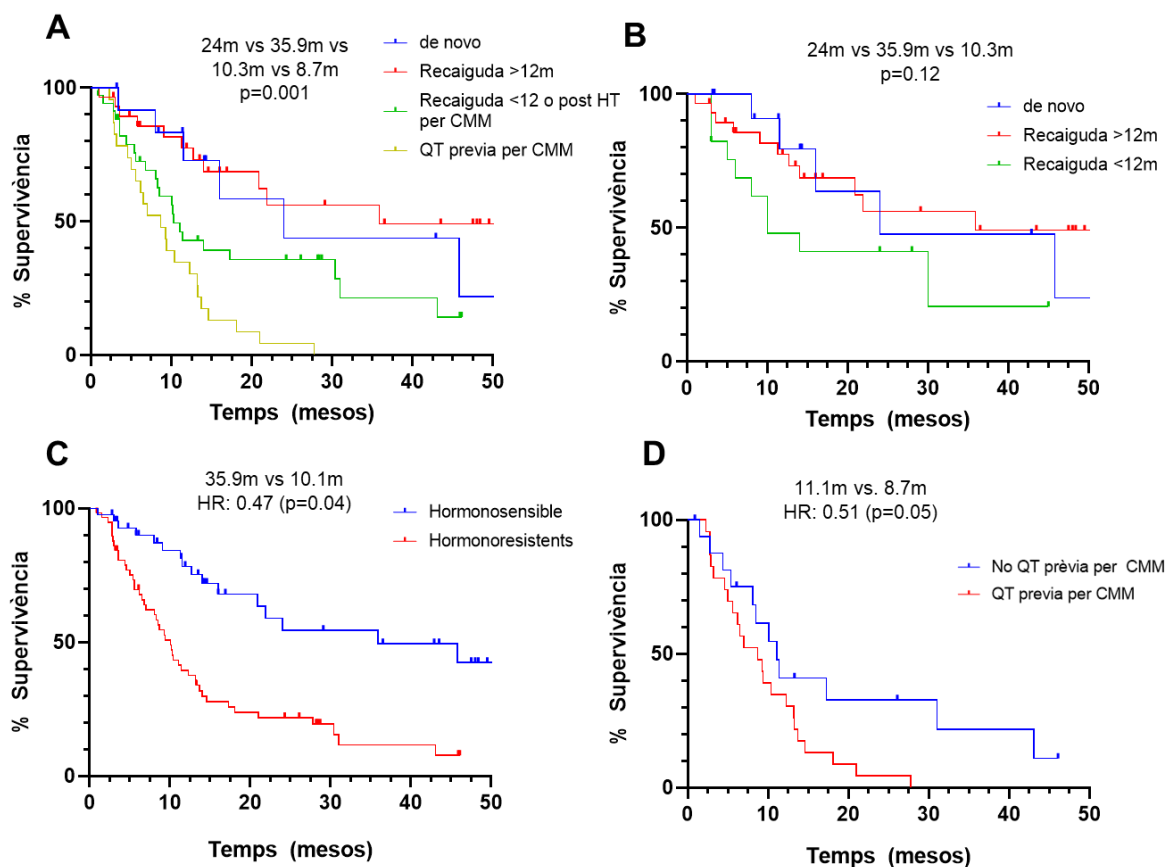 A
24m vs 35.9m vs
10.3m vs 8.7m
p=0.001
de novo
Recaiguda >12m
Recaiguda <12 o post HT
per CMM
QT previa per CMM
% Supervivència
100
50
0
0 10 20 30 40 50
Temps (mesos)
B
24m vs 35.9m vs 10.3m
p=0.12
de novo
Recaiguda >12m
Recaiguda <12m
% Supervivència
100
50
0
0 10 20 30 40 50
Temps (mesos)
C
35.9m vs 10.1m
HR: 0.47 (p=0.04)
Hormonosensible
Hormonoresistents
% Supervivència
100
50
0
0 10 20 30 40 50
Temps (mesos)
D
11.1m vs. 8.7m
HR: 0.51 (p=0.05)
No QT prèvia per CMM
QT previa per CMM
% Supervivència
100
50
0
0 10 20 30 40 50
Temps (mesos)